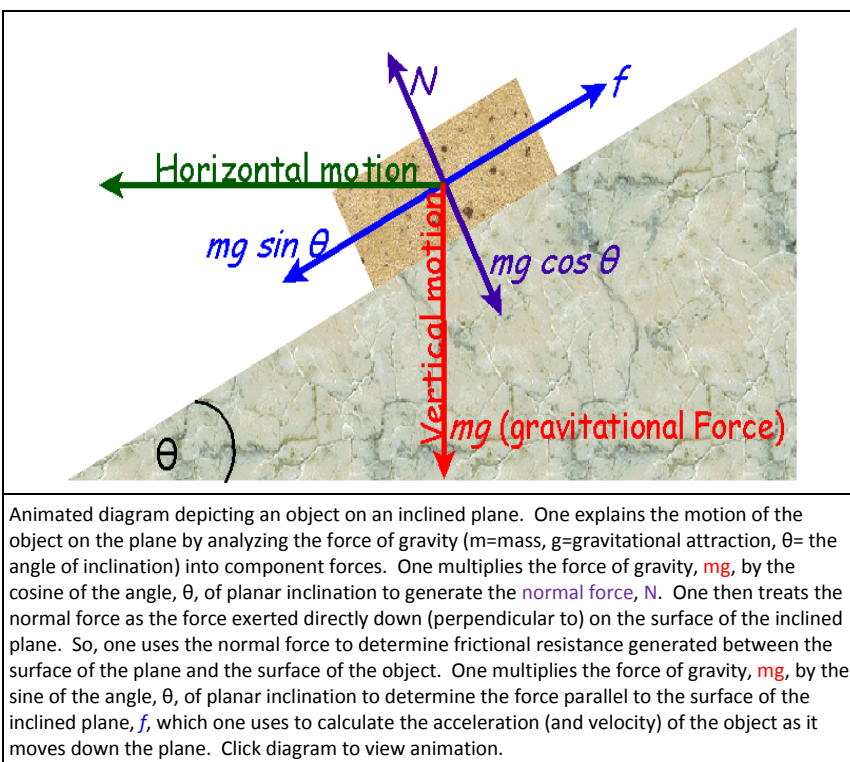 N
f
Horizontal motion
mg sin θ
mg cos θ
Vertical motion
mg (gravitational Force)
θ
Animated diagram depicting an object on an inclined plane.  One explains the motion of the
object on the plane by analyzing the force of gravity (m=mass, g=gravitational attraction, θ= the
angle of inclination) into component forces.  One multiplies the force of gravity, mg, by the
cosine of the angle, θ, of planar inclination to generate the normal force, N.  One then treats the
normal force as the force exerted directly down (perpendicular to) on the surface of the inclined
plane.  So, one uses the normal force to determine frictional resistance generated between the
surface of the plane and the surface of the object.  One multiplies the force of gravity, mg, by the
sine of the angle, θ, of planar inclination to determine the force parallel to the surface of the
inclined plane, f, which one uses to calculate the acceleration (and velocity) of the object as it
moves down the plane.  Click diagram to view animation.